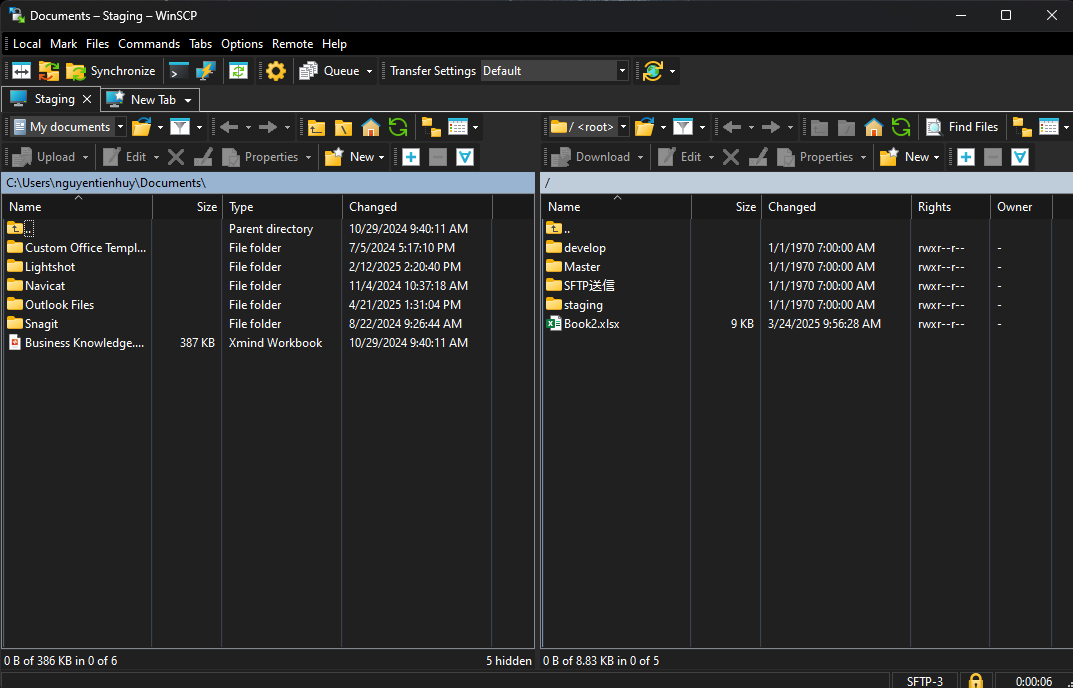 Documents – Staging – WinSCP
Local Mark Files Commands Tabs Options Remote Help
Synchronize Queue Transfer Settings Default
Staging New Tab
My documents
/ <root> Find Files
Upload Edit Properties New
Download Edit Properties New
C:\Users\nguyentienhuy\Documents\
/
Name Size Type Changed
.. Parent directory 10/29/2024 9:40:11 AM
Custom Office Templ... File folder 7/5/2024 5:17:10 PM
Lightshot File folder 2/12/2025 2:20:40 PM
Navicat File folder 11/4/2024 10:37:18 AM
Outlook Files File folder 4/21/2025 1:31:04 PM
Snagit File folder 8/22/2024 9:26:44 AM
Business Knowledge.... 387 KB Xmind Workbook 10/29/2024 9:40:11 AM
Name Size Changed Rights Owner
..
develop 1/1/1970 7:00:00 AM rwxr--r-- -
Master 1/1/1970 7:00:00 AM rwxr--r-- -
SFTP送信 1/1/1970 7:00:00 AM rwxr--r-- -
staging 1/1/1970 7:00:00 AM rwxr--r-- -
Book2.xlsx 9 KB 3/24/2025 9:56:28 AM rwxr--r-- -
0 B of 386 KB in 0 of 6 5 hidden
0 B of 8.83 KB in 0 of 5
SFTP-3 0:00:06